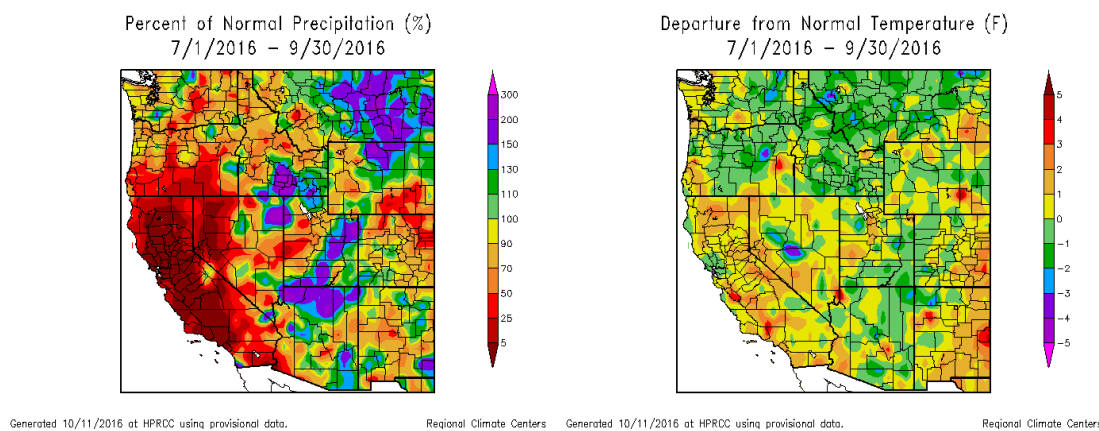 Percent of Normal Precipitation (%)
7/1/2016 – 9/30/2016
300
200
150
130
110
100
90
70
50
25
5
Generated 10/11/2016 at HPRCC using provisional data.
Regional Climate Centers
Departure from Normal Temperature (F)
7/1/2016 – 9/30/2016
5
4
3
2
1
0
-1
-2
-3
-4
-5
Generated 10/11/2016 at HPRCC using provisional data.
Regional Climate Centers